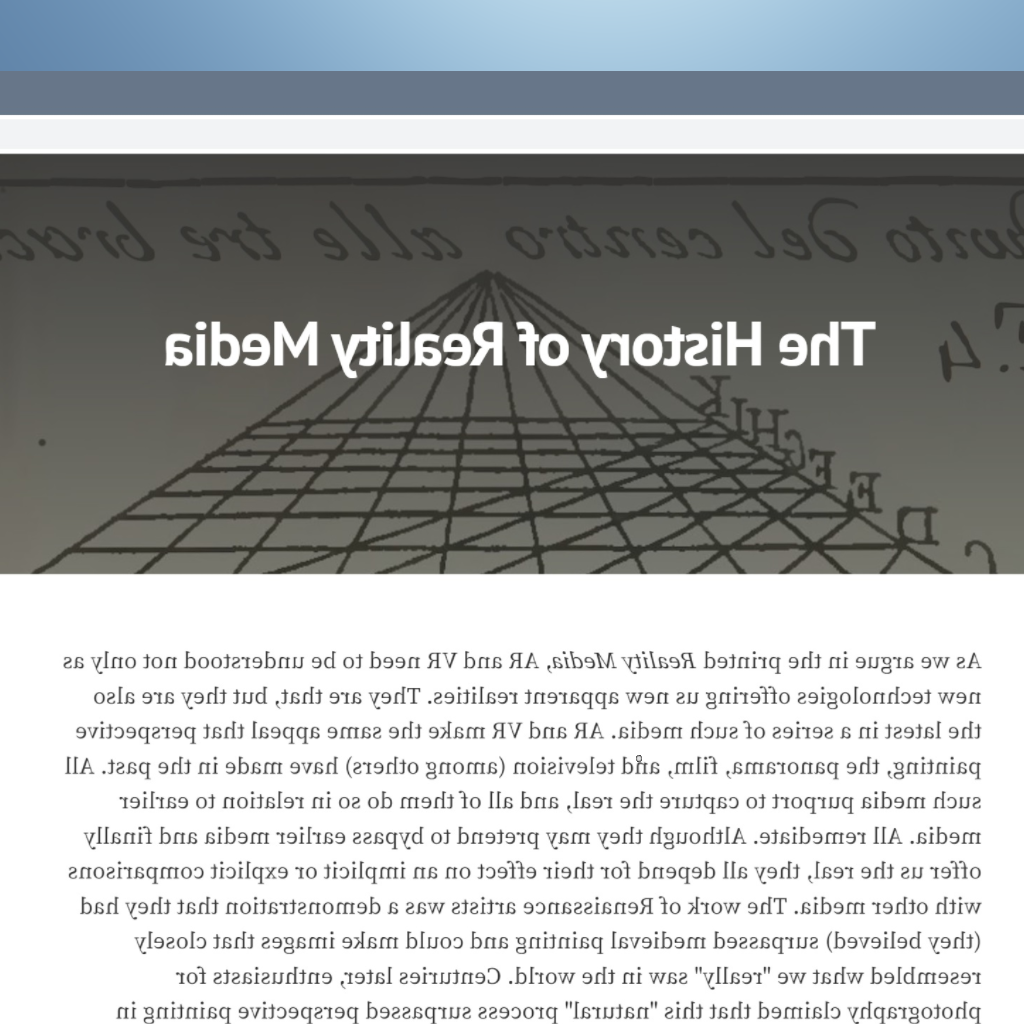 punto del centro alle tre brac
The History of Reality Media
K
I
H
G
F
E
D
C
As we argue in the printed Reality Media, AR and VR need to be understood not only as
new technologies offering us new apparent realities. They are that, but they are also
the latest in a series of such media. AR and VR make the same appeal that perspective
painting, the panorama, film, and television (among others) have made in the past. All
such media purport to capture the real, and all of them do so in relation to earlier
media. All remediate. Although they may pretend to bypass earlier media and finally
offer us the real, they all depend for their effect on an implicit or explicit comparisons
with other media. The work of Renaissance artists was a demonstration that they had
(they believed) surpassed medieval painting and could make images that closely
resembled what we "really" saw in the world. Centuries later, enthusiasts for
photography claimed that this "natural" process surpassed perspective painting in